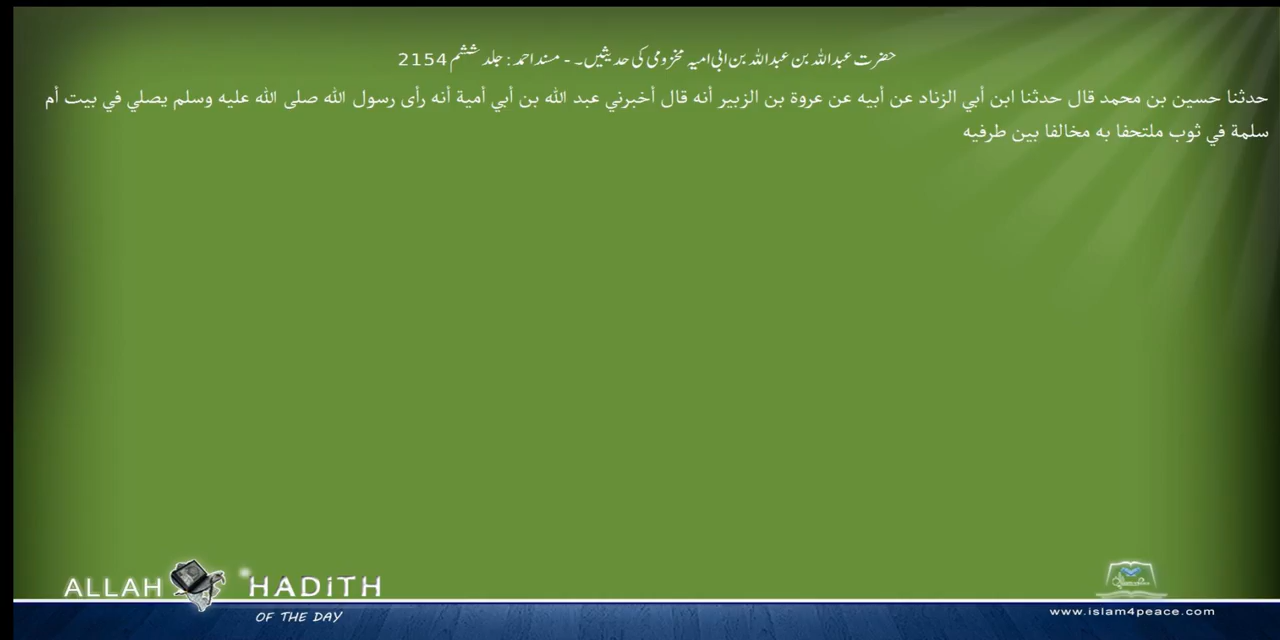 حضرت عبداللہ بن عبداللہ بن ابی امیہ مخزومی کی حدیثیں۔ - مسند احمد : جلد ششم 2154
حدثنا حسين بن محمد قال حدثنا ابن أبي الزناد عن أبيه عن عروة بن الزبير أنه قال أخبرني عبد الله بن أبي أمية أنه رأى رسول الله صلى الله عليه وسلم يصلي في بيت أم
سلمة في ثوب ملتحفا به مخالفا بين طرفيه
ALLAH HADITH
OF THE DAY
www.islam4peace.com